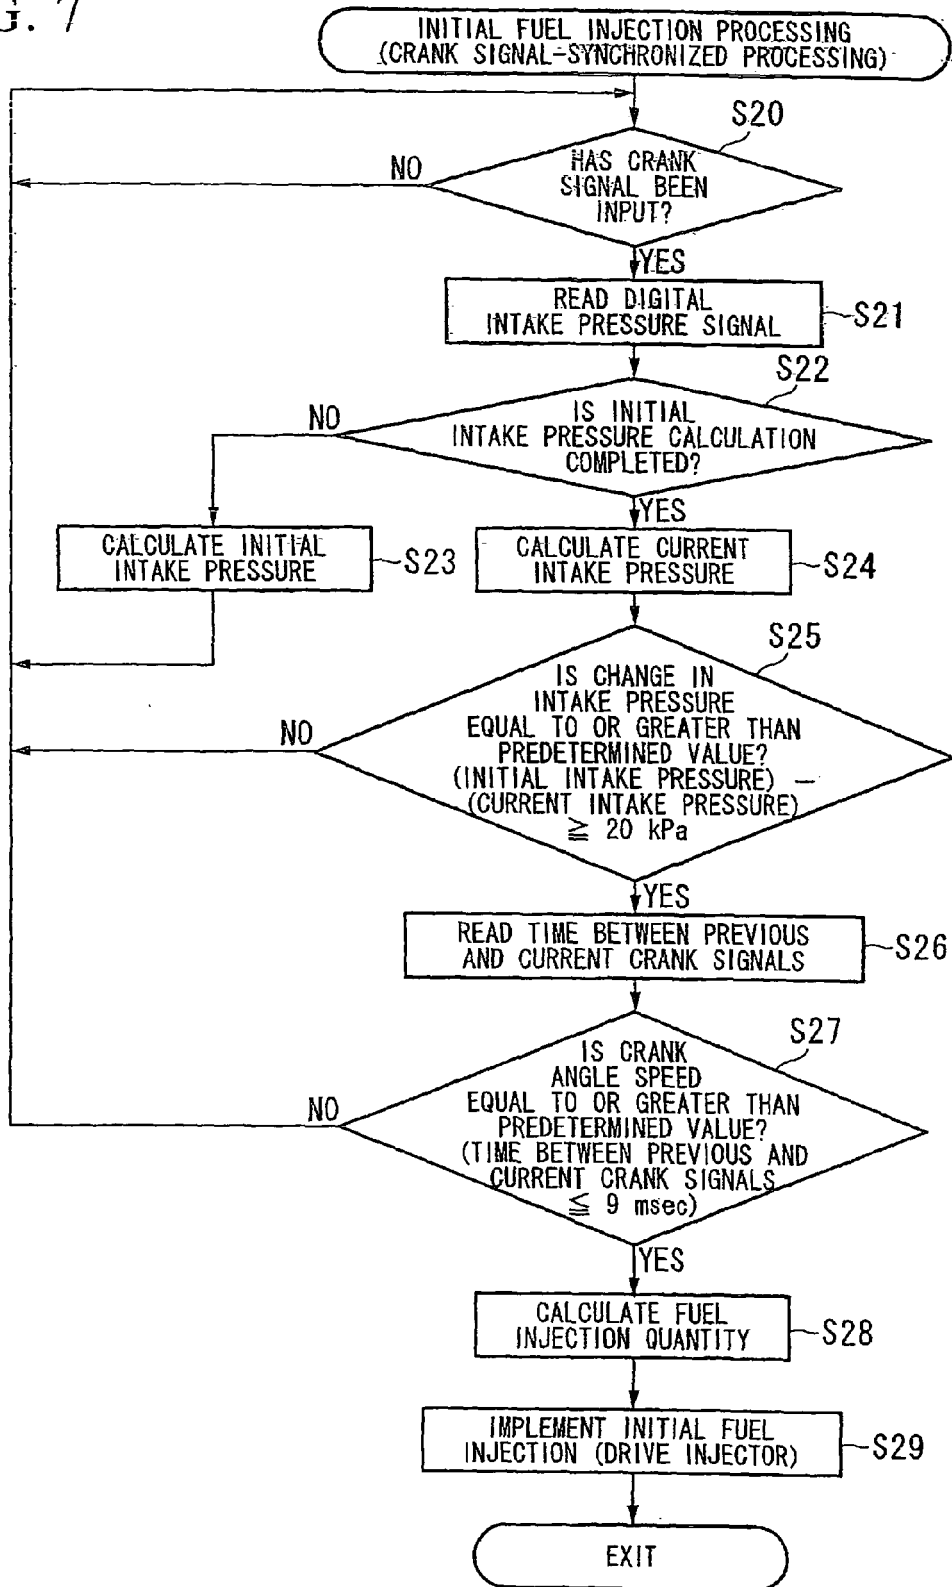 G. 7
INITIAL FUEL INJECTION PROCESSING
(CRANK SIGNAL-SYNCHRONIZED PROCESSING)
S20
NO
HAS CRANK
SIGNAL BEEN
INPUT?
YES
READ DIGITAL
INTAKE PRESSURE SIGNAL
S21
S22
NO
IS INITIAL
INTAKE PRESSURE CALCULATION
COMPLETED?
YES
CALCULATE INITIAL
INTAKE PRESSURE
S23
CALCULATE CURRENT
INTAKE PRESSURE
S24
S25
NO
IS CHANGE IN
INTAKE PRESSURE
EQUAL TO OR GREATER THAN
PREDETERMINED VALUE?
(INITIAL INTAKE PRESSURE) —
(CURRENT INTAKE PRESSURE)
≧ 20 kPa
YES
READ TIME BETWEEN PREVIOUS
AND CURRENT CRANK SIGNALS
S26
S27
NO
IS CRANK
ANGLE SPEED
EQUAL TO OR GREATER THAN
PREDETERMINED VALUE?
(TIME BETWEEN PREVIOUS AND
CURRENT CRANK SIGNALS
≦ 9 msec)
YES
CALCULATE FUEL
INJECTION QUANTITY
S28
IMPLEMENT INITIAL FUEL
INJECTION (DRIVE INJECTOR)
S29
EXIT